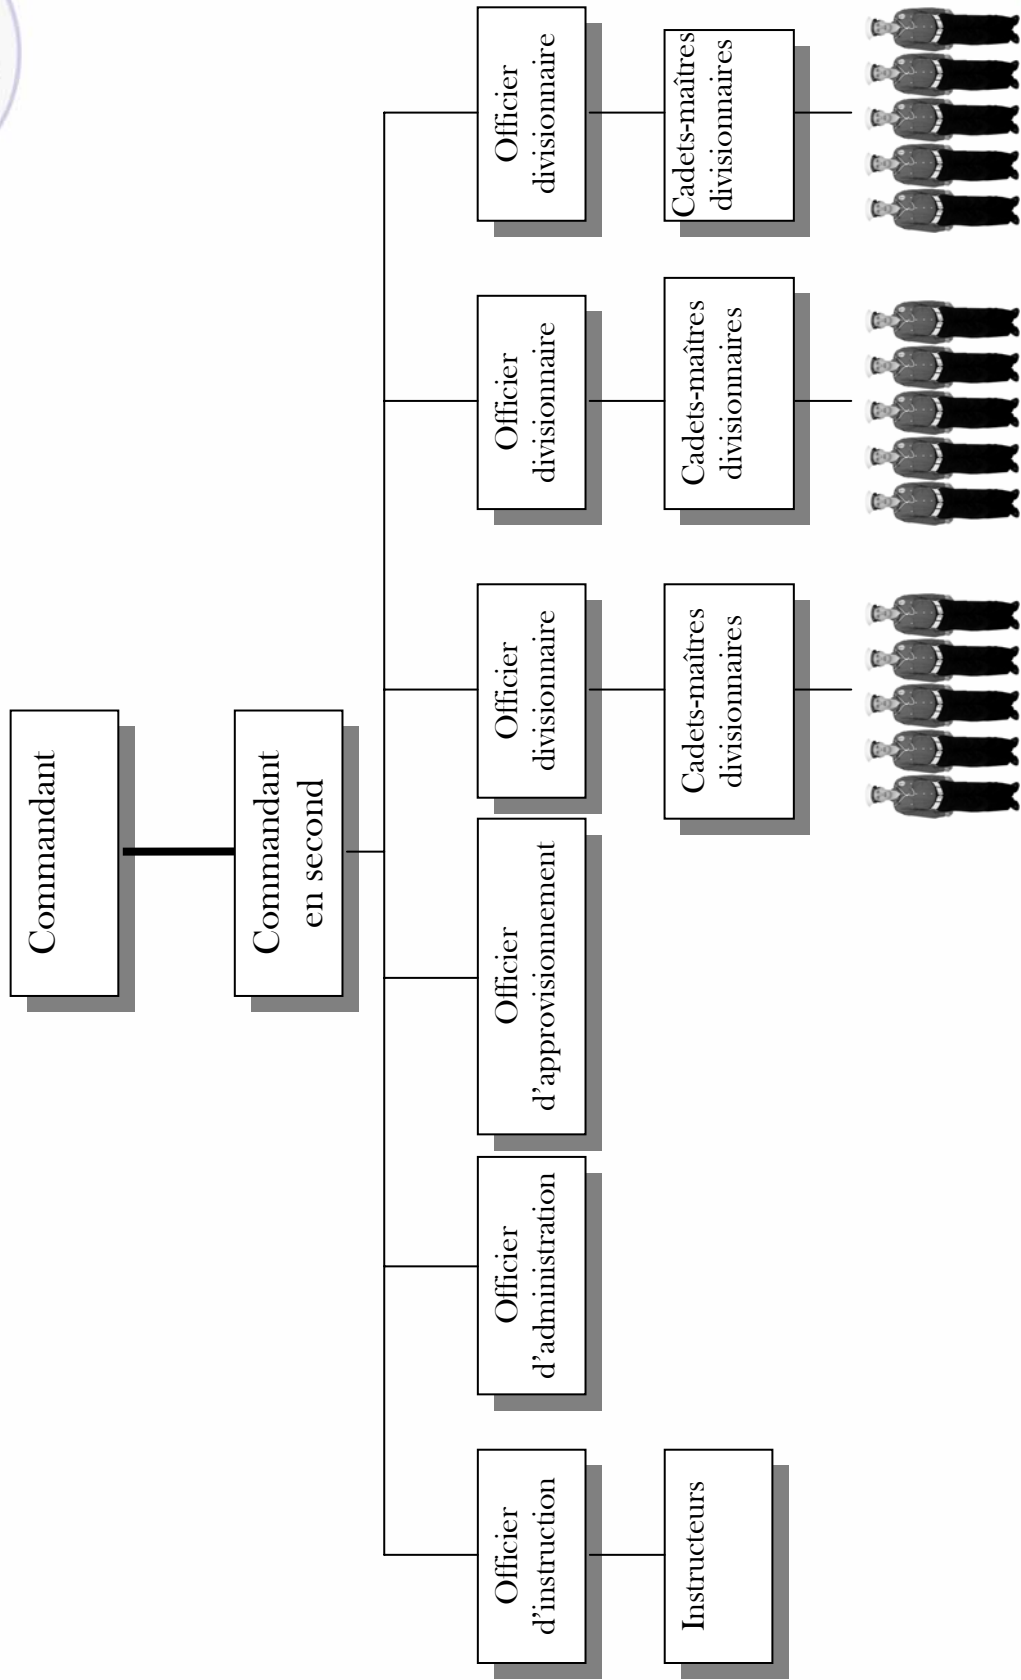 Commandant
Commandant
en second
Officier
d'instruction
Officier
d'administration
Officier
d'approvisionnement
Officier
divisionnaire
Officier
divisionnaire
Officier
divisionnaire
Instructeurs
Cadets-maîtres
divisionnaires
Cadets-maîtres
divisionnaires
Cadets-maîtres
divisionnaires